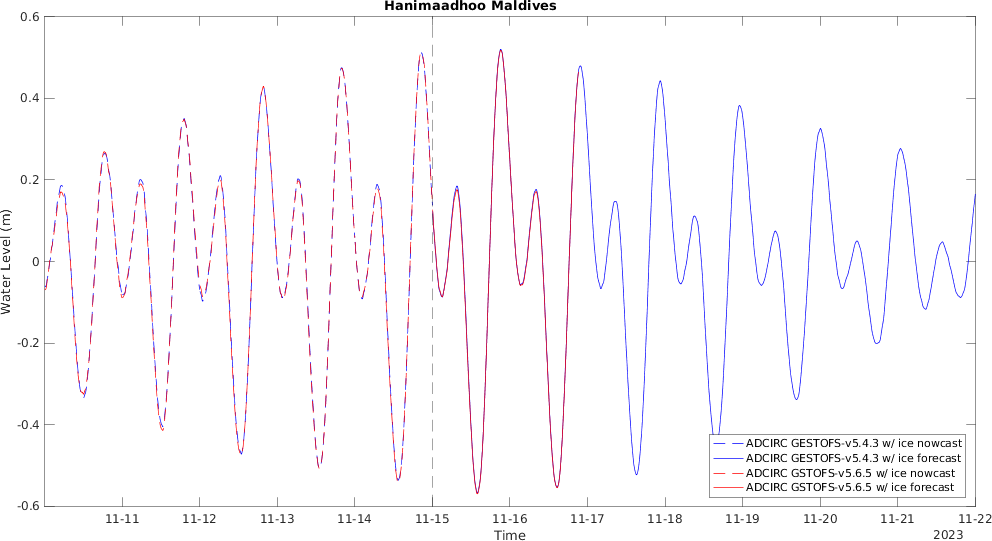 Hanimaadhoo Maldives
0.6
0.4
0.2
0
-0.2
-0.4
-0.6
Water Level (m)
ADCIRC GESTOFS-v5.4.3 w/ ice nowcast
ADCIRC GESTOFS-v5.4.3 w/ ice forecast
ADCIRC GSTOFS-v5.6.5 w/ ice nowcast
ADCIRC GSTOFS-v5.6.5 w/ ice forecast
11-11 11-12 11-13 11-14 11-15 11-16 11-17 11-18 11-19 11-20 11-21 11-22
Time
2023